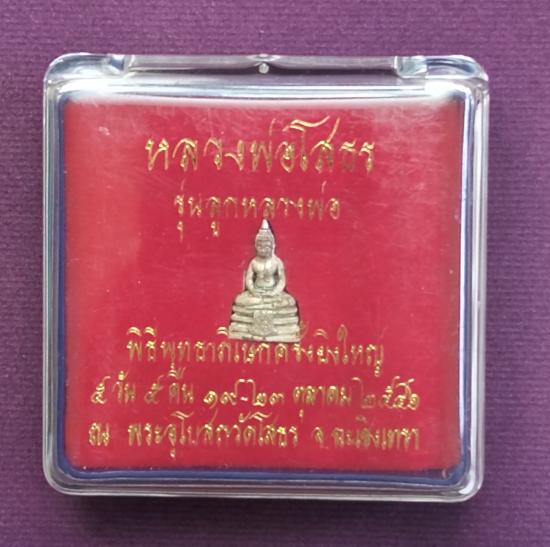 หลวงพ่อโสธร
รุ่นลูกหลวงพ่อ
พิธีพุทธาภิเษกครั้งยิ่งใหญ่
๕ วัน ๕ คืน ๑๙-๒๓ ตุลาคม ๒๕๕๑
ณ พระอุโบสถวัดโสธร จ.ฉะเชิงเทรา